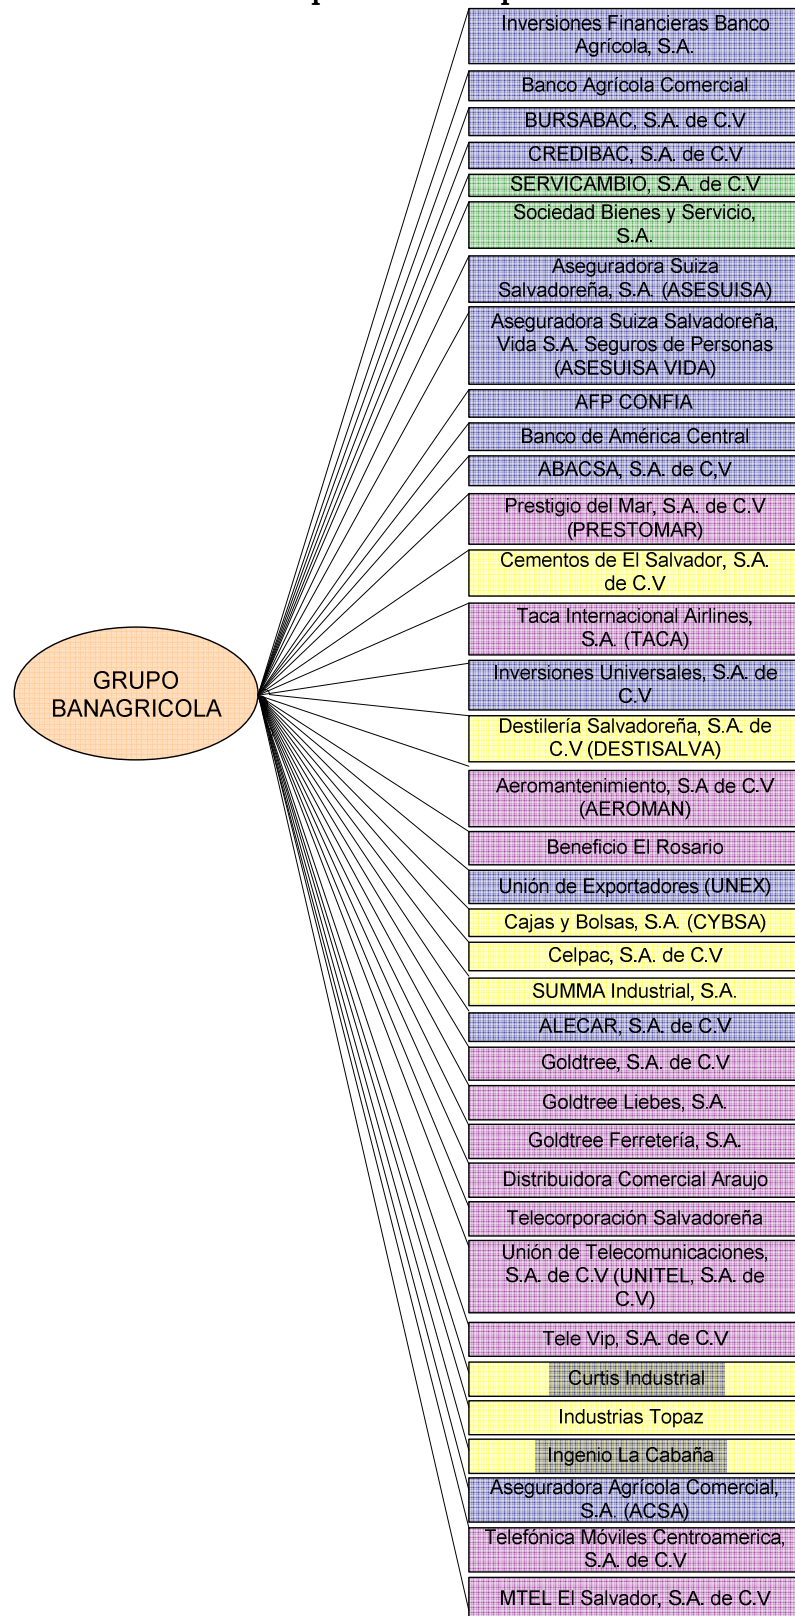 Inversiones Financieras Banco
Agrícola, S.A.
Banco Agrícola Comercial
BURSABAC, S.A. de C.V
CREDIBAC, S.A. de C.V
SERVICAMBIO, S.A. de C.V
Sociedad Bienes y Servicio,
S.A.
Aseguradora Suiza
Salvadoreña, S.A. (ASESUISA)
Aseguradora Suiza Salvadoreña,
Vida S.A. Seguros de Personas
(ASESUISA VIDA)
AFP CONFIA
Banco de América Central
ABACSA, S.A. de C,V
Prestigio del Mar, S.A. de C.V
(PRESTOMAR)
Cementos de El Salvador, S.A.
de C.V
Taca Internacional Airlines,
S.A. (TACA)
GRUPO
BANAGRICOLA
Inversiones Universales, S.A. de
C.V
Destilería Salvadoreña, S.A. de
C.V (DESTISALVA)
Aeromantenimiento, S.A de C.V
(AEROMAN)
Beneficio El Rosario
Unión de Exportadores (UNEX)
Cajas y Bolsas, S.A. (CYBSA)
Celpac, S.A. de C.V
SUMMA Industrial, S.A.
ALECAR, S.A. de C.V
Goldtree, S.A. de C.V
Goldtree Liebes, S.A.
Goldtree Ferretería, S.A.
Distribuidora Comercial Araujo
Telecorporación Salvadoreña
Unión de Telecomunicaciones,
S.A. de C.V (UNITEL, S.A. de
C.V)
Tele Vip, S.A. de C.V
Curtis Industrial
Industrias Topaz
Ingenio La Cabaña
Aseguradora Agrícola Comercial,
S.A. (ACSA)
Telefónica Móviles Centroamerica,
S.A. de C.V
MTEL El Salvador, S.A. de C.V